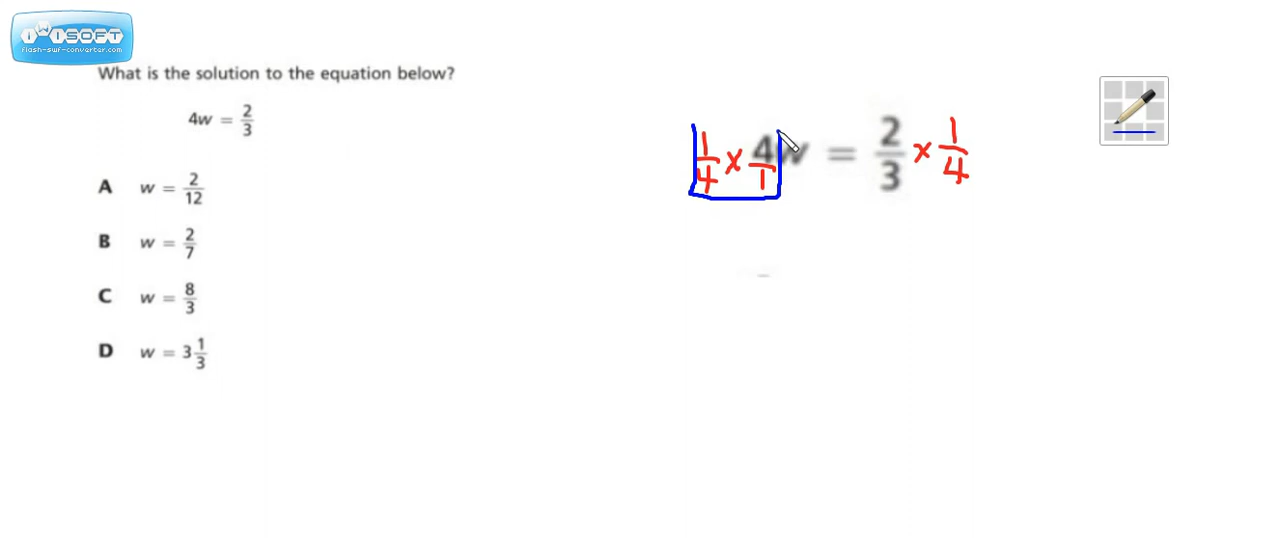 iWiSOFT
flash-swf-converter.com
What is the solution to the equation below?
4w = 2/3
A w = 2/12
B w = 2/7
C w = 8/3
D w = 3 1/3
1/4 × 4/1 w = 2/3 × 1/4